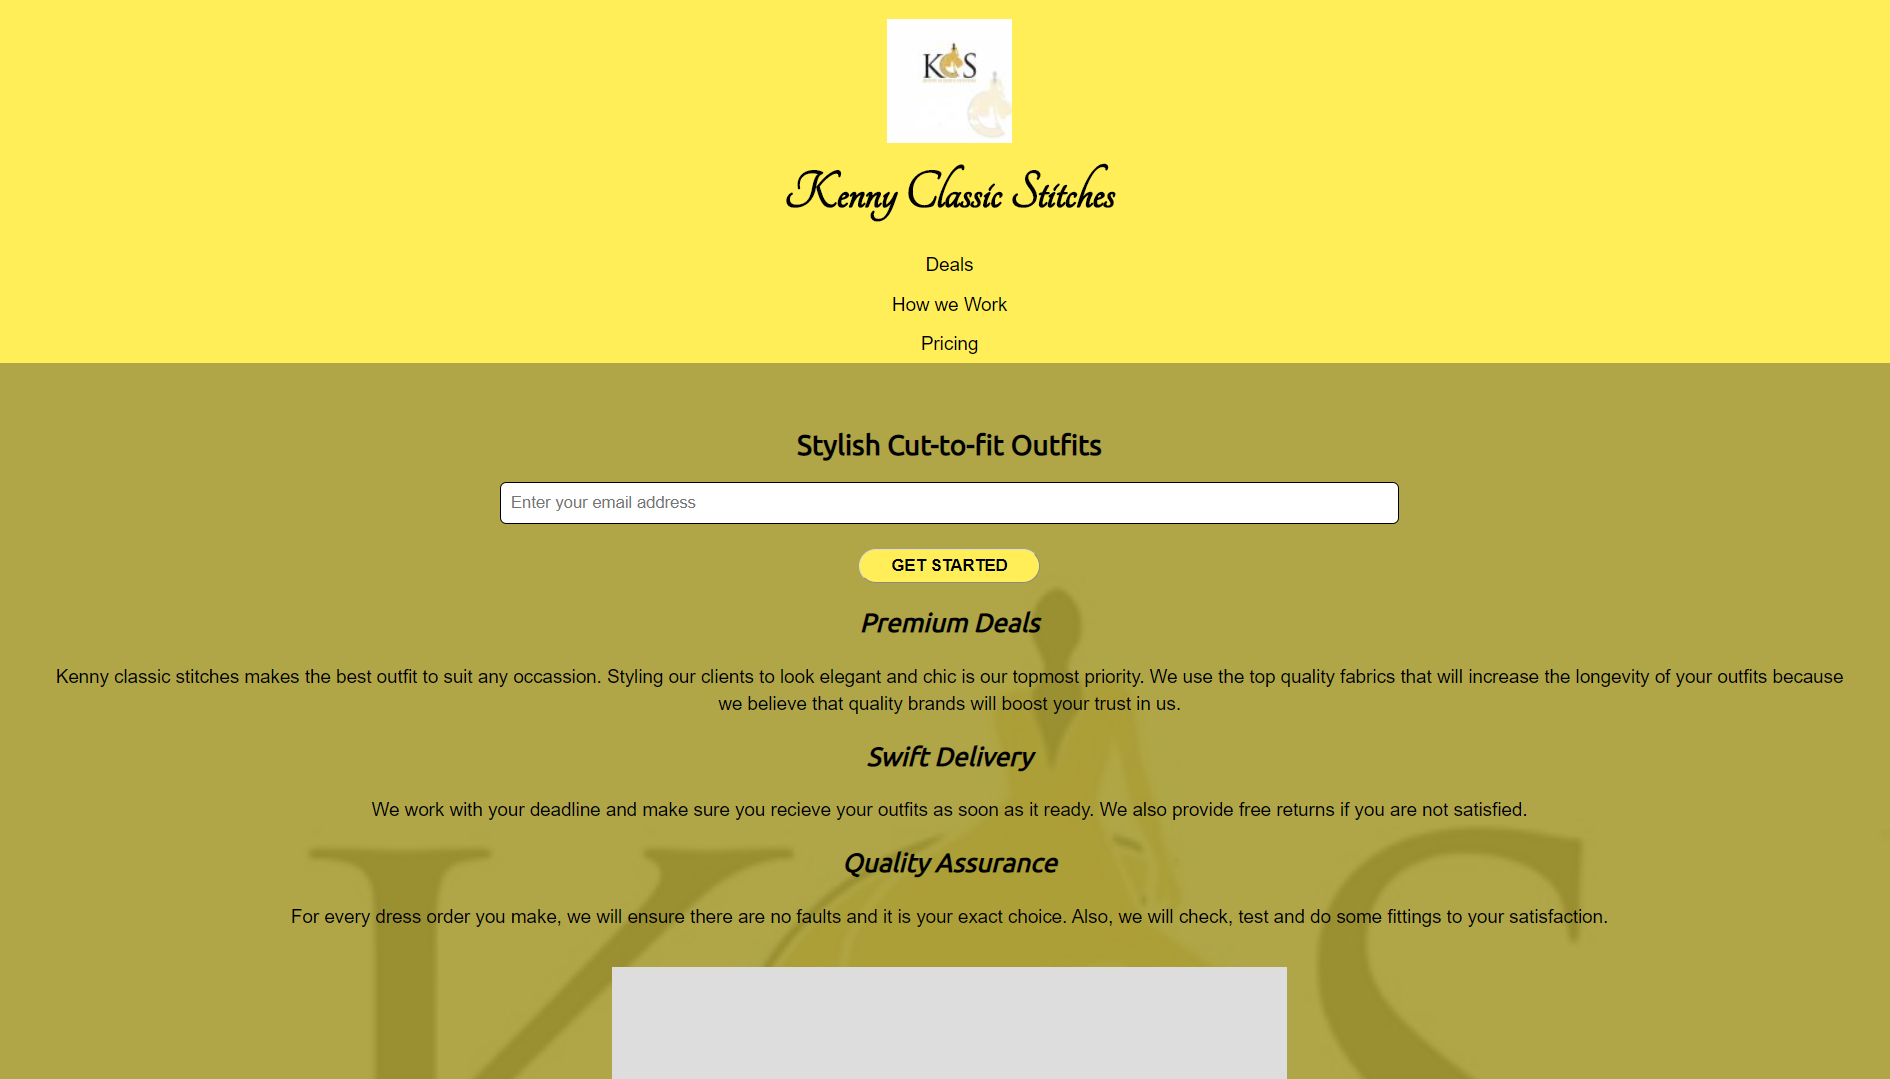 KCS
Kenny Classic Stitches
Deals
How we Work
Pricing
Stylish Cut-to-fit Outfits
Enter your email address
GET STARTED
Premium Deals
Kenny classic stitches makes the best outfit to suit any occassion. Styling our clients to look elegant and chic is our topmost priority. We use the top quality fabrics that will increase the longevity of your outfits because
we believe that quality brands will boost your trust in us.
Swift Delivery
We work with your deadline and make sure you recieve your outfits as soon as it ready. We also provide free returns if you are not satisfied.
Quality Assurance
For every dress order you make, we will ensure there are no faults and it is your exact choice. Also, we will check, test and do some fittings to your satisfaction.
K S